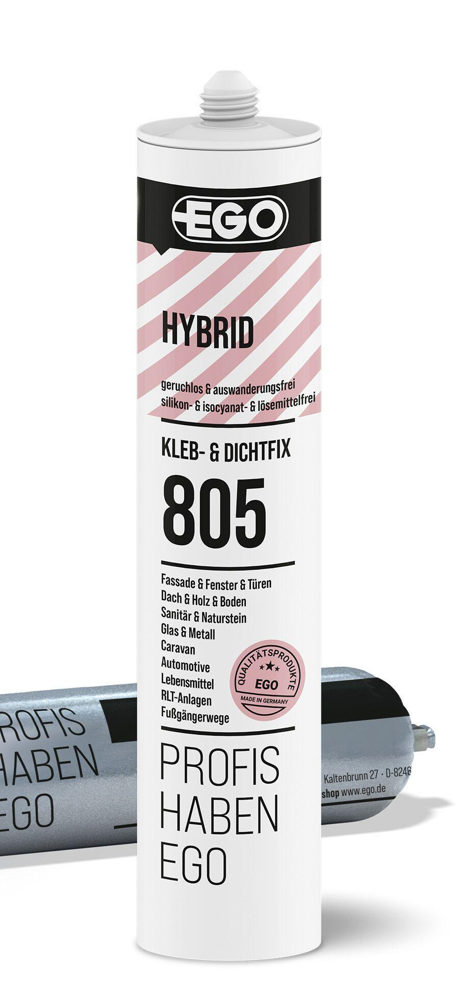 EGO
HYBRID
geruchlos & auswanderungsfrei
silikon- & isocyanat- & lösemittelfrei
KLEB- & DICHTFIX
805
Fassade & Fenster & Türen
Dach & Holz & Boden
Sanitär & Naturstein
Glas & Metall
Caravan
Automotive
Lebensmittel
RLT-Anlagen
Fußgängerwege
QUALITÄTSPRODUKTE
EGO
MADE IN GERMANY
PROFIS
HABEN
EGO
ROFIS
HABEN
EGO
Kaltenbrunn 27 · D-8246
shop www.ego.de